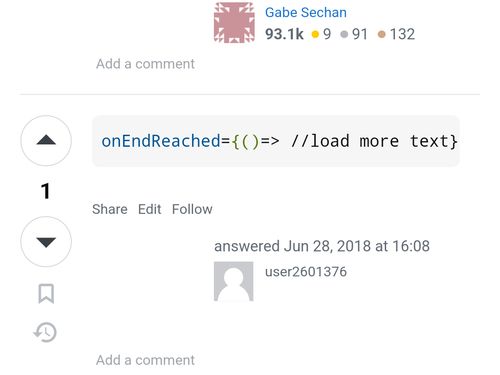 Gabe Sechan
93.1k 9 91 132
Add a comment
onEndReached={()=> //load more text}
1
Share Edit Follow
answered Jun 28, 2018 at 16:08
user2601376
Add a comment